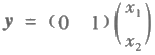 y = (0 1) (x₁
x₂)